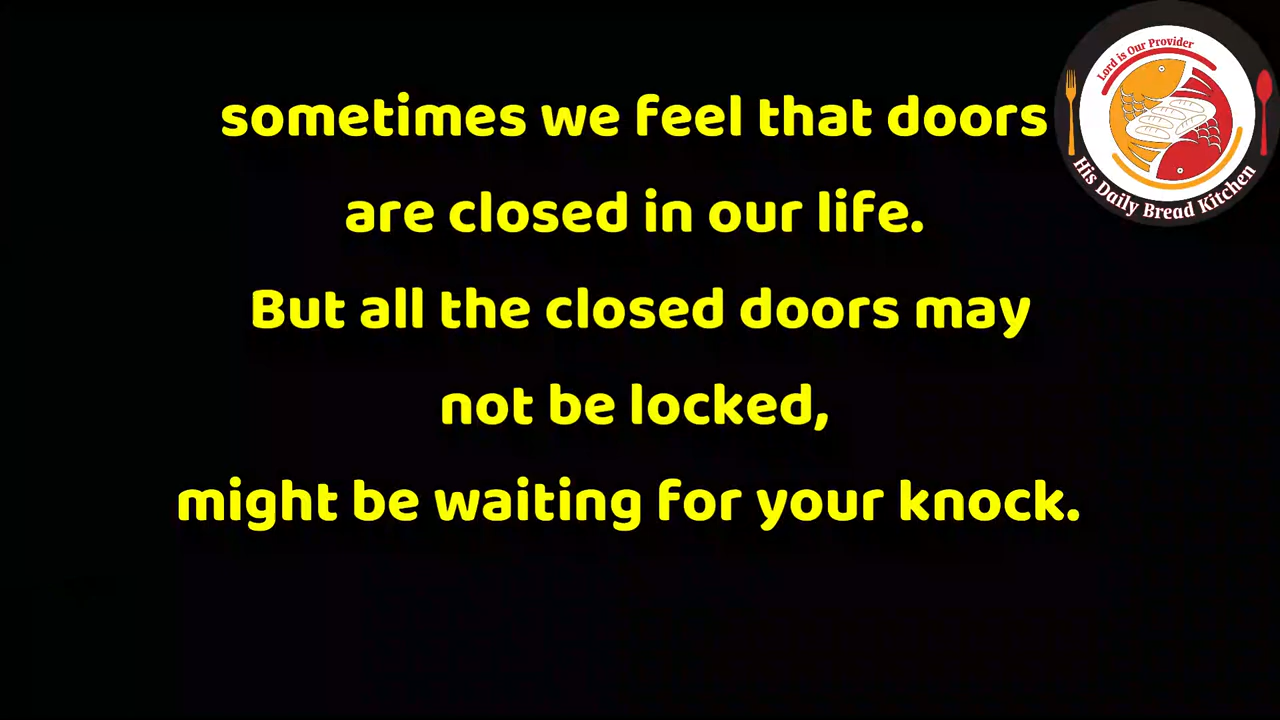 Lord is Our Provider
His Daily Bread Kitchen
sometimes we feel that doors
are closed in our life.
But all the closed doors may
not be locked,
might be waiting for your knock.